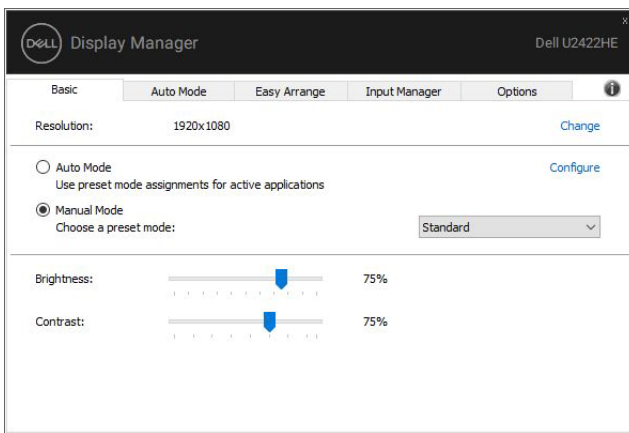 x
DELL Display Manager Dell U2422HE
Basic Auto Mode Easy Arrange Input Manager Options i
Resolution: 1920x1080 Change
Auto Mode Configure
Use preset mode assignments for active applications
Manual Mode
Choose a preset mode: Standard
Brightness: 75%
Contrast: 75%